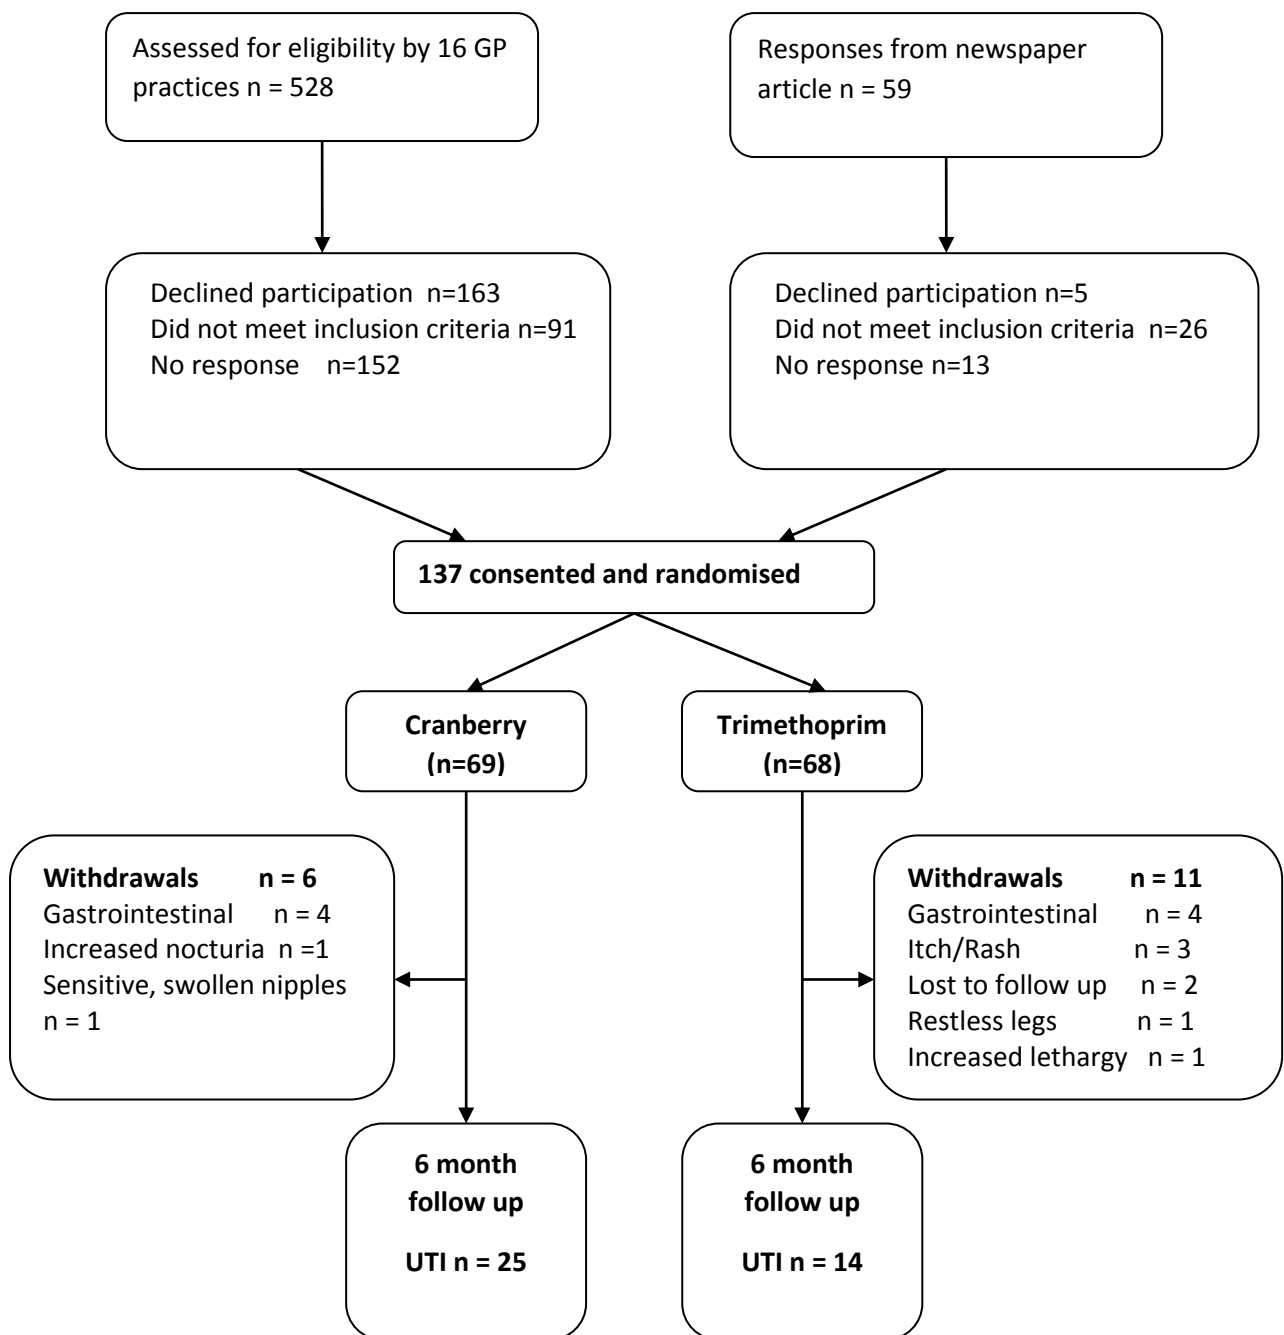 Assessed for eligibility by 16 GP
practices n = 528
Responses from newspaper
article n = 59
Declined participation  n=163
Did not meet inclusion criteria n=91
No response    n=152
Declined participation n=5
Did not meet inclusion criteria  n=26
No response n=13
137 consented and randomised
Cranberry
(n=69)
Trimethoprim
(n=68)
Withdrawals        n = 6
Gastrointestinal     n = 4
Increased nocturia  n =1
Sensitive, swollen nipples
n = 1
Withdrawals          n = 11
Gastrointestinal       n = 4
Itch/Rash                 n = 3
Lost to follow up     n = 2
Restless legs            n = 1
Increased lethargy   n = 1
6 month
follow up
UTI n = 25
6 month
follow up
UTI n = 14